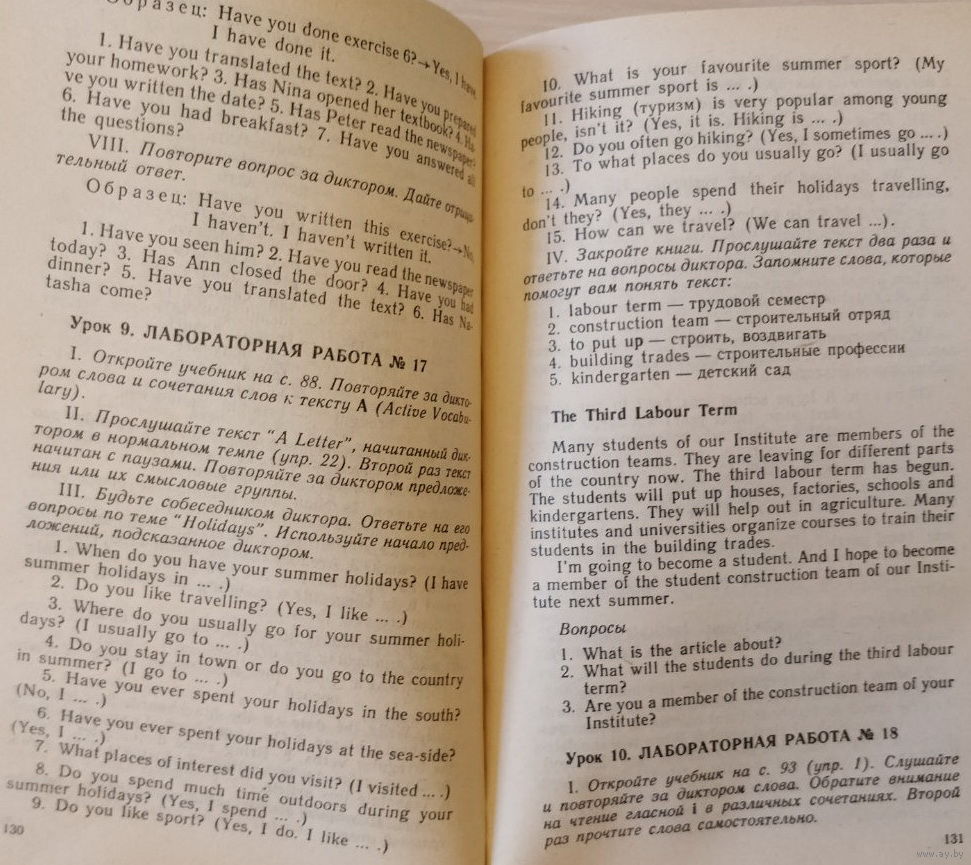 Образец: Have you done exercise 6?→Yes, I have.
I have done it.
1. Have you translated the text? 2. Have you prepared
your homework? 3. Has Nina opened her textbook? 4. Ha-
ve you written the date? 5. Has Peter read the newspaper?
6. Have you had breakfast? 7. Have you answered all
the questions?
VIII. Повторите вопрос за диктором. Дайте отрица-
тельный ответ.
Образец: Have you written this exercise?→No,
I haven't. I haven't written it.
1. Have you seen him? 2. Have you read the newspaper
today? 3. Has Ann closed the door? 4. Have you had
dinner? 5. Have you translated the text? 6. Has Na-
tasha come?
Урок 9. ЛАБОРАТОРНАЯ РАБОТА № 17
I. Откройте учебник на с. 88. Повторяйте за дикто-
ром слова и сочетания слов к тексту A (Active Vocabu-
lary).
II. Прослушайте текст "A Letter", начитанный дик-
тором в нормальном темпе (упр. 22). Второй раз текст
начитан с паузами. Повторяйте за диктором предложе-
ния или их смысловые группы.
III. Будьте собеседником диктора. Ответьте на его
вопросы по теме "Holidays". Используйте начало пред-
ложений, подсказанное диктором.
1. When do you have your summer holidays? (I have
summer holidays in ... .)
2. Do you like travelling? (Yes, I like ... .)
3. Where do you usually go for your summer holi-
days? (I usually go to ... .)
4. Do you stay in town or do you go to the country
in summer? (I go to ... .)
5. Have you ever spent your holidays in the south?
(No, I ... .)
6. Have you ever spent your holidays at the sea-side?
(Yes, I ... .)
7. What places of interest did you visit? (I visited ... .)
8. Do you spend much time outdoors during your
summer holidays? (Yes, I spend ... .)
9. Do you like sport? (Yes, I do. I like ... .)
130
10. What is your favourite summer sport? (My
favourite summer sport is ... .)
11. Hiking (туризм) is very popular among young
people, isn't it? (Yes, it is. Hiking is ... .)
12. Do you often go hiking? (Yes, I sometimes go ... .)
13. To what places do you usually go? (I usually go
to ... .)
14. Many people spend their holidays travelling,
don't they? (Yes, they ... .)
15. How can we travel? (We can travel ...).
IV. Закройте книги. Прослушайте текст два раза и
ответьте на вопросы диктора. Запомните слова, которые
помогут вам понять текст:
1. labour term — трудовой семестр
2. construction team — строительный отряд
3. to put up — строить, воздвигать
4. building trades — строительные профессии
5. kindergarten — детский сад
The Third Labour Term
Many students of our Institute are members of the
construction teams. They are leaving for different parts
of the country now. The third labour term has begun.
The students will put up houses, factories, schools and
kindergartens. They will help out in agriculture. Many
institutes and universities organize courses to train their
students in the building trades.
I'm going to become a student. And I hope to become
a member of the student construction team of our Insti-
tute next summer.
Вопросы
1. What is the article about?
2. What will the students do during the third labour
term?
3. Are you a member of the construction team of your
Institute?
Урок 10. ЛАБОРАТОРНАЯ РАБОТА № 18
I. Откройте учебник на с. 93 (упр. 1). Слушайте
и повторяйте за диктором слова. Обратите внимание
на чтение гласной i в различных сочетаниях. Второй
раз прочтите слова самостоятельно.
131
www.ay.by